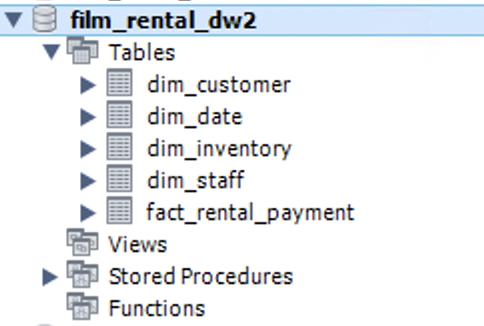 film_rental_dw2
Tables
dim_customer
dim_date
dim_inventory
dim_staff
fact_rental_payment
Views
Stored Procedures
Functions